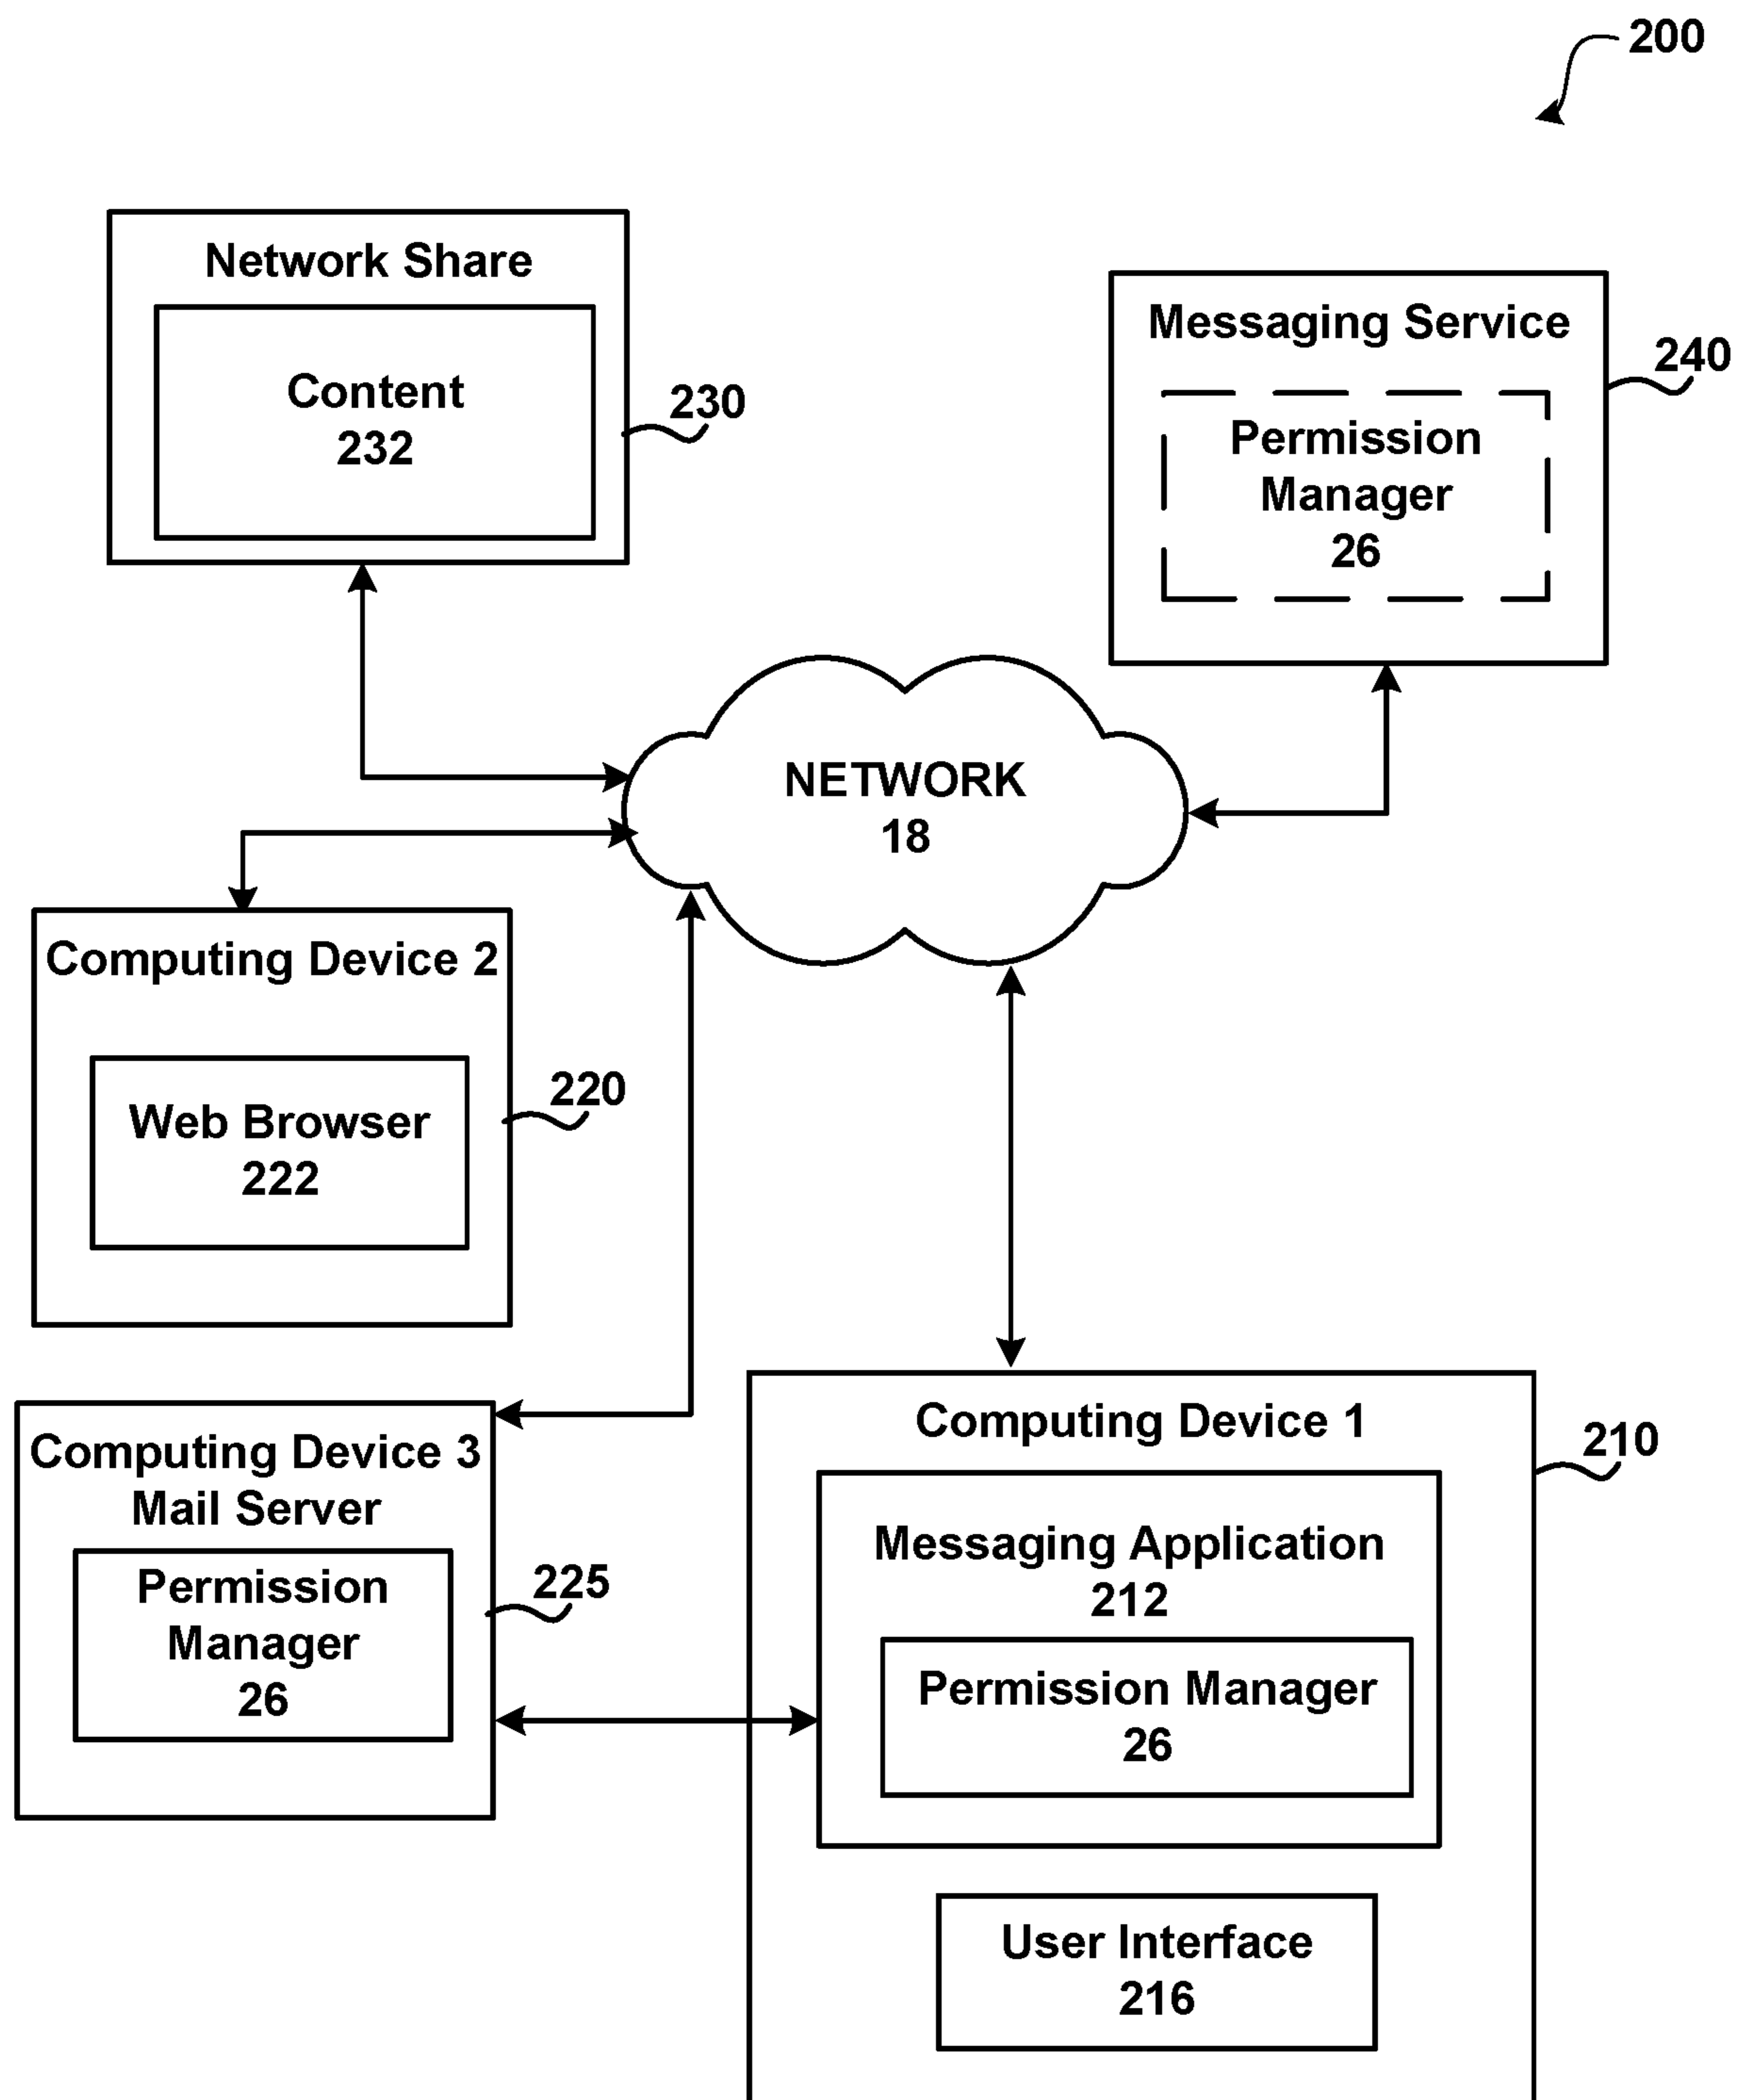 200
Network Share
Content
232
230
Messaging Service
240
Permission
Manager
26
NETWORK
18
Computing Device 2
Web Browser
222
220
Computing Device 3
Mail Server
Permission
Manager
26
225
Computing Device 1
210
Messaging Application
212
Permission Manager
26
User Interface
216